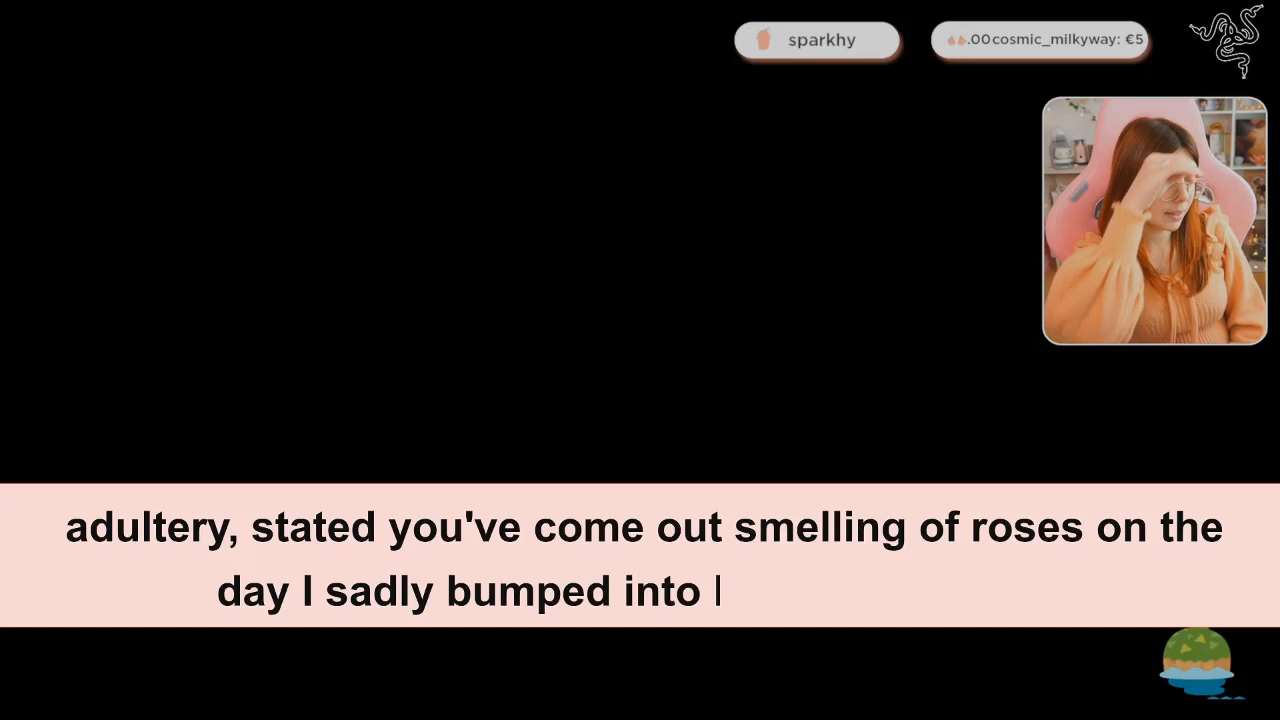 sparkhy
.00cosmic_milkyway: €5
adultery, stated you've come out smelling of roses on the
day I sadly bumped into l